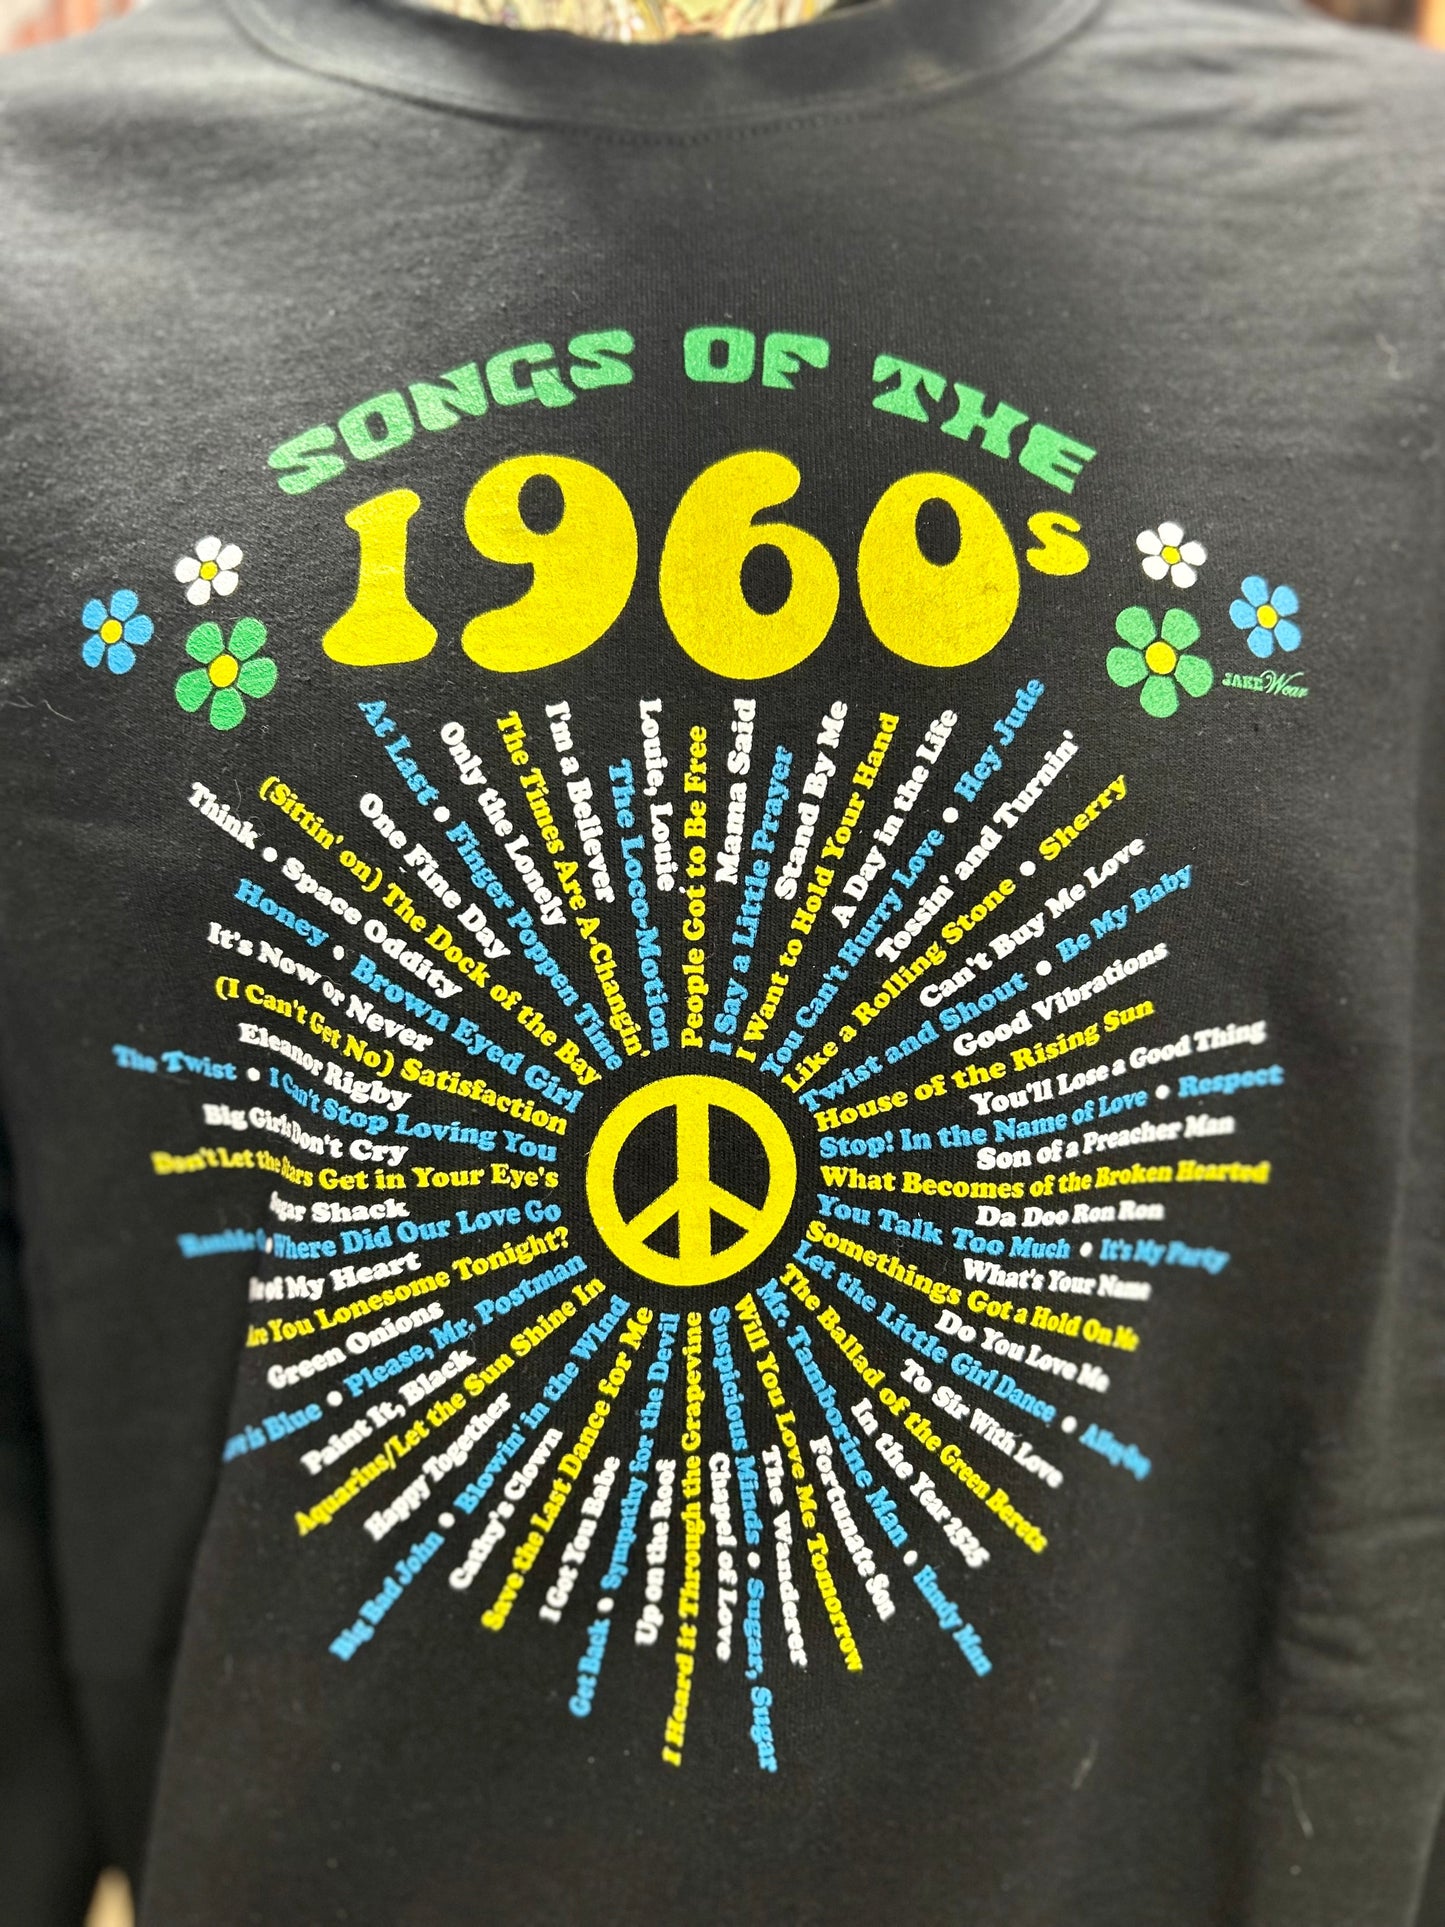 SONGS OF THE
1960s
JAKE Wear
At Last • Finger Poppen Time
Only the Lonely
The Times Are A-Changin'
I'm a Believer
The Loco-Motion
Louie, Louie
People Got to Be Free
Mama Said
I Say a Little Prayer
Stand By Me
I Want to Hold Your Hand
A Day in the Life
You Can't Hurry Love • Hey Jude
Tossin' and Turnin'
Like a Rolling Stone • Sherry
Can't Buy Me Love
Twist and Shout • Be My Baby
Good Vibrations
House of the Rising Sun
You'll Lose a Good Thing
Stop! In the Name of Love • Respect
Son of a Preacher Man
What Becomes of the Broken Hearted
Da Doo Ron Ron
You Talk Too Much • It's My Party
What's Your Name
Somethings Got a Hold On Me
Do You Love Me
Let the Little Girl Dance • Alleyoop
To Sir With Love
The Ballad of the Green Berets
In the Year 2525
Mr. Tamborine Man • Handy Man
Fortunate Son
Will You Love Me Tomorrow
The Wanderer
Suspicious Minds • Sugar, Sugar
Chapel of Love
I Heard it Through the Grapevine
Up on the Roof
Get Back • Sympathy for the Devil
I Got You Babe
Save the Last Dance for Me
Cathy's Clown
Big Bad John • Blowin' in the Wind
Happy Together
Aquarius/Let the Sun Shine In
Paint It, Black
is Blue • Please, Mr. Postman
Green Onions
You Lonesome Tonight?
of My Heart
• Where Did Our Love Go
Shack
Don't Let the Stars Get in Your Eye's
Big Girls Don't Cry
The Twist • I Can't Stop Loving You
Eleanor Rigby
(I Can't Get No) Satisfaction
It's Now or Never
Honey • Brown Eyed Girl
Think • Space Oddity
(Sittin' on) The Dock of the Bay
One Fine Day